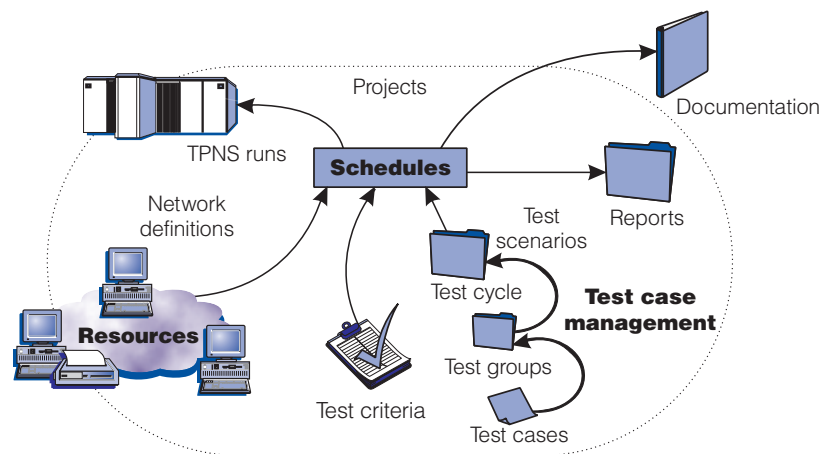 Projects
Documentation
TPNS runs
Schedules
Network
definitions
Test
scenarios
Reports
Test cycle
Test case
management
Resources
Test groups
Test criteria
Test cases